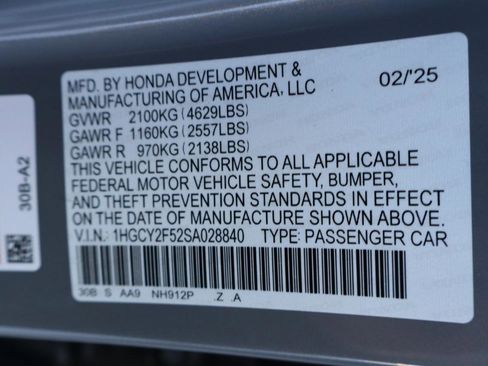 MFD. BY HONDA DEVELOPMENT & 02/'25
MANUFACTURING OF AMERICA, LLC
GVWR 2100KG (4629LBS)
GAWR F 1160KG (2557LBS)
GAWR R 970KG (2138LBS)
THIS VEHICLE CONFORMS TO ALL APPLICABLE
FEDERAL MOTOR VEHICLE SAFETY, BUMPER,
AND THEFT PREVENTION STANDARDS IN EFFECT
ON THE DATE OF MANUFACTURE SHOWN ABOVE.
V.I.N.: 1HGCY2F52SA028840 TYPE: PASSENGER CAR
30B S AA9 NH912P .Z .A
30B-A2